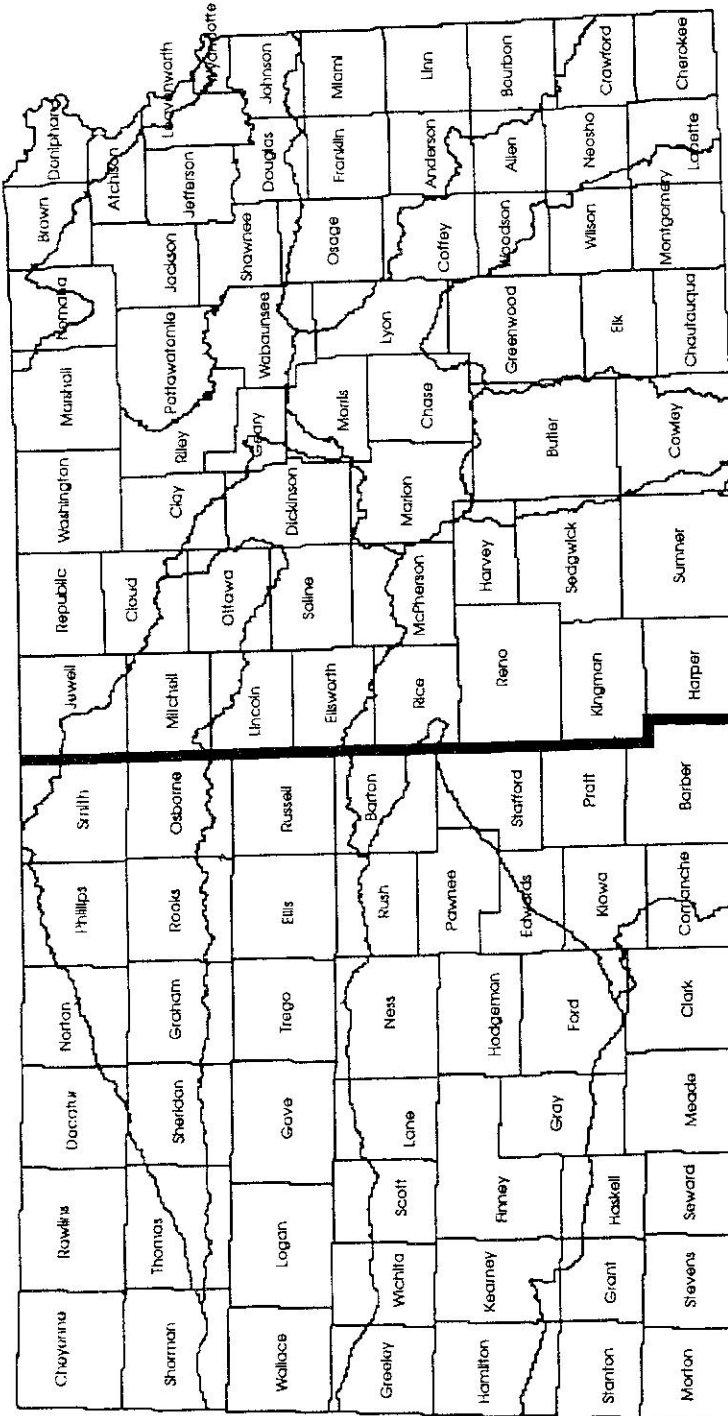 Cheyenne
Rawlins
Decatur
Norton
Phillips
Smith
Jewell
Republic
Washington
Marshall
Nemaha
Brown
Doniphan
Sherman
Thomas
Sheridan
Graham
Rooks
Osborne
Mitchell
Cloud
Clay
Riley
Pottawatomie
Jackson
Atchison
Jefferson
Leavenworth
Wyandotte
Wallace
Logan
Gove
Trego
Ellis
Russell
Lincoln
Ottawa
Dickinson
Geary
Wabaunsee
Shawnee
Douglas
Johnson
Ellsworth
Saline
Morris
Osage
Franklin
Miami
Greeley
Wichita
Scott
Lane
Ness
Rush
Barton
Rice
McPherson
Marion
Chase
Lyon
Coffey
Anderson
Linn
Hamilton
Kearney
Finney
Hodgeman
Pawnee
Stafford
Reno
Harvey
Butler
Greenwood
Woodson
Allen
Bourbon
Gray
Ford
Edwards
Stanton
Grant
Haskell
Kiowa
Pratt
Kingman
Sedgwick
Elk
Wilson
Neosho
Crawford
Morton
Stevens
Seward
Meade
Clark
Comanche
Barber
Harper
Sumner
Cowley
Chautauqua
Montgomery
Labette
Cherokee